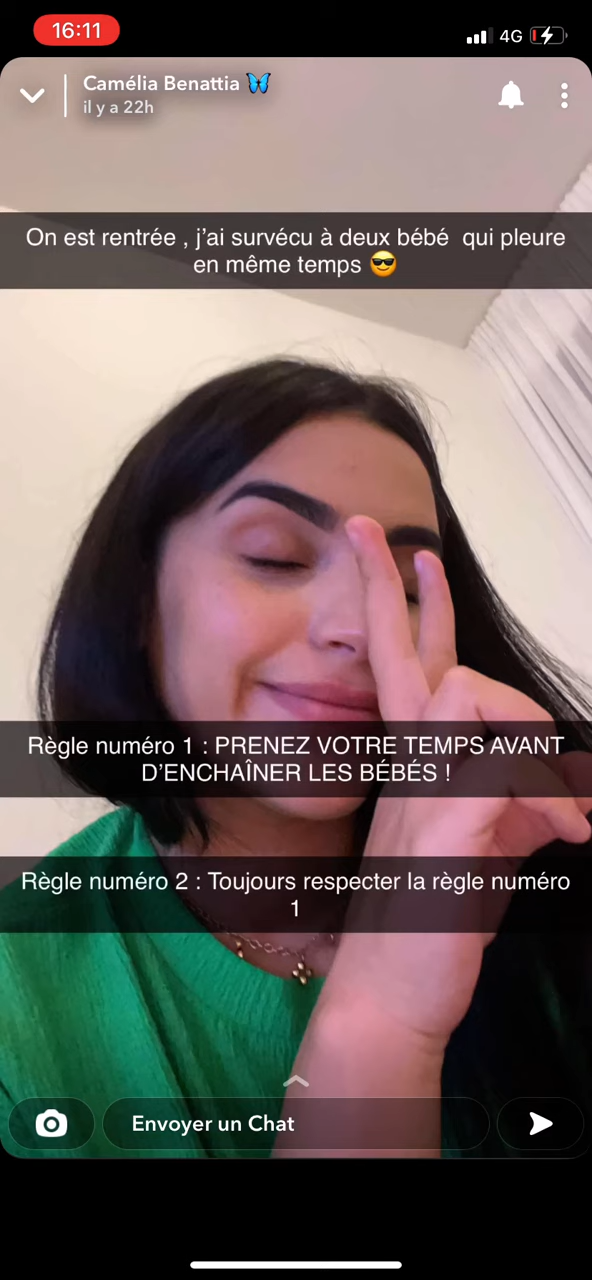 16:11
4G
Camélia Benattia 🦋
il y a 22h
On est rentrée , j'ai survécu à deux bébé  qui pleure
en même temps 😎
Règle numéro 1 : PRENEZ VOTRE TEMPS AVANT
D'ENCHAÎNER LES BÉBÉS !
Règle numéro 2 : Toujours respecter la règle numéro
1
Envoyer un Chat